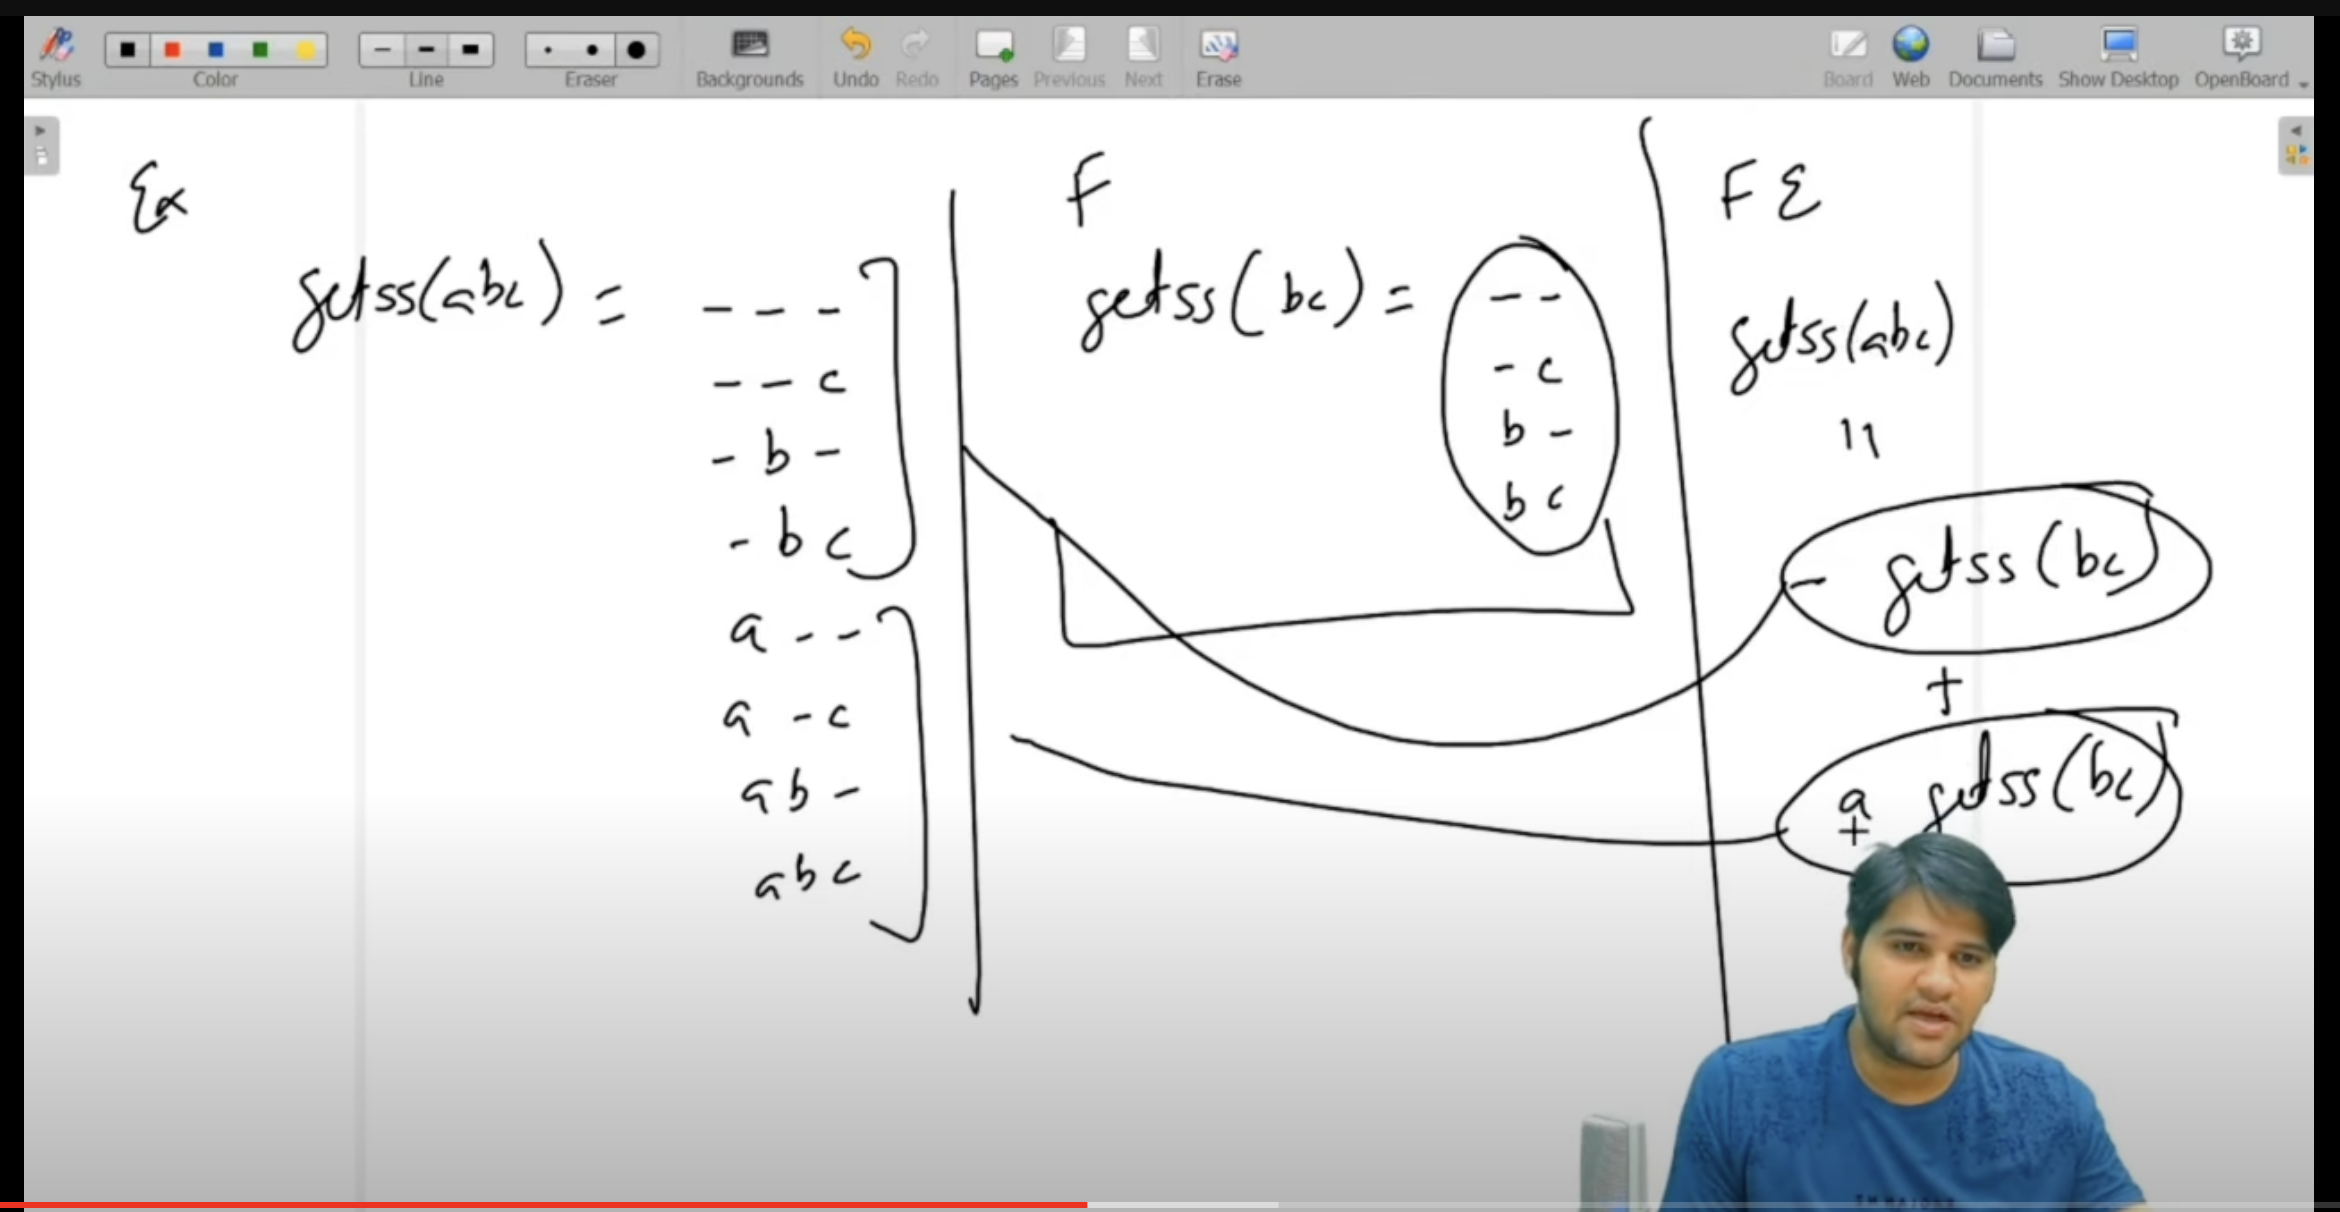 Stylus Color Line Eraser Backgrounds Undo Redo Pages Previous Next Erase Board Web Documents Show Desktop OpenBoard
Ex
getss(abc) = - - -
- - c
- b -
- b c
a - -
a - c
a b -
a b c
F
getss(bc) = - -
- c
b -
b c
F E
getss(abc)
=
- getss(bc)
+
a + getss(bc)